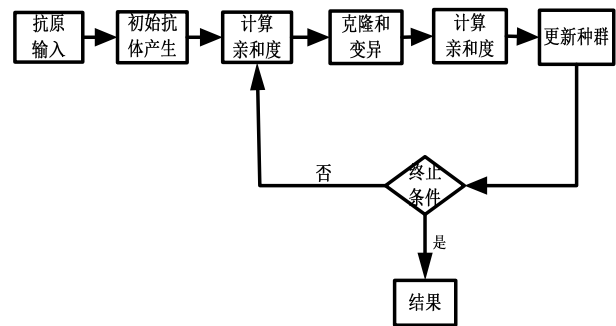 抗原
输入
初始抗
体产生
计算
亲和度
克隆和
变异
计算
亲和度
更新种群
终止
条件
否
是
结果